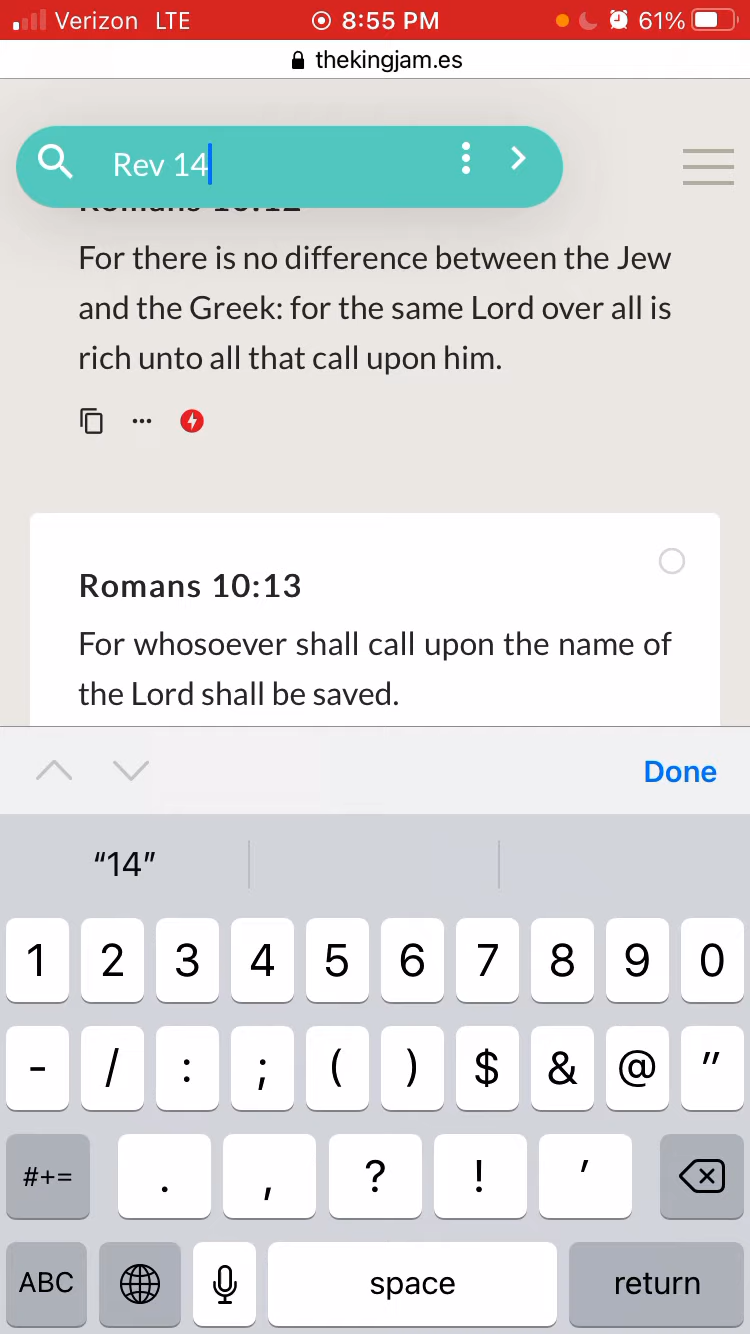 Verizon LTE 8:55 PM 61%
thekingjam.es
Rev 14
For there is no difference between the Jew
and the Greek: for the same Lord over all is
rich unto all that call upon him.
Romans 10:13
For whosoever shall call upon the name of
the Lord shall be saved.
Done
“14”
1 2 3 4 5 6 7 8 9 0
- / : ; ( ) $ & @ "
#+= . , ? ! '
ABC space return